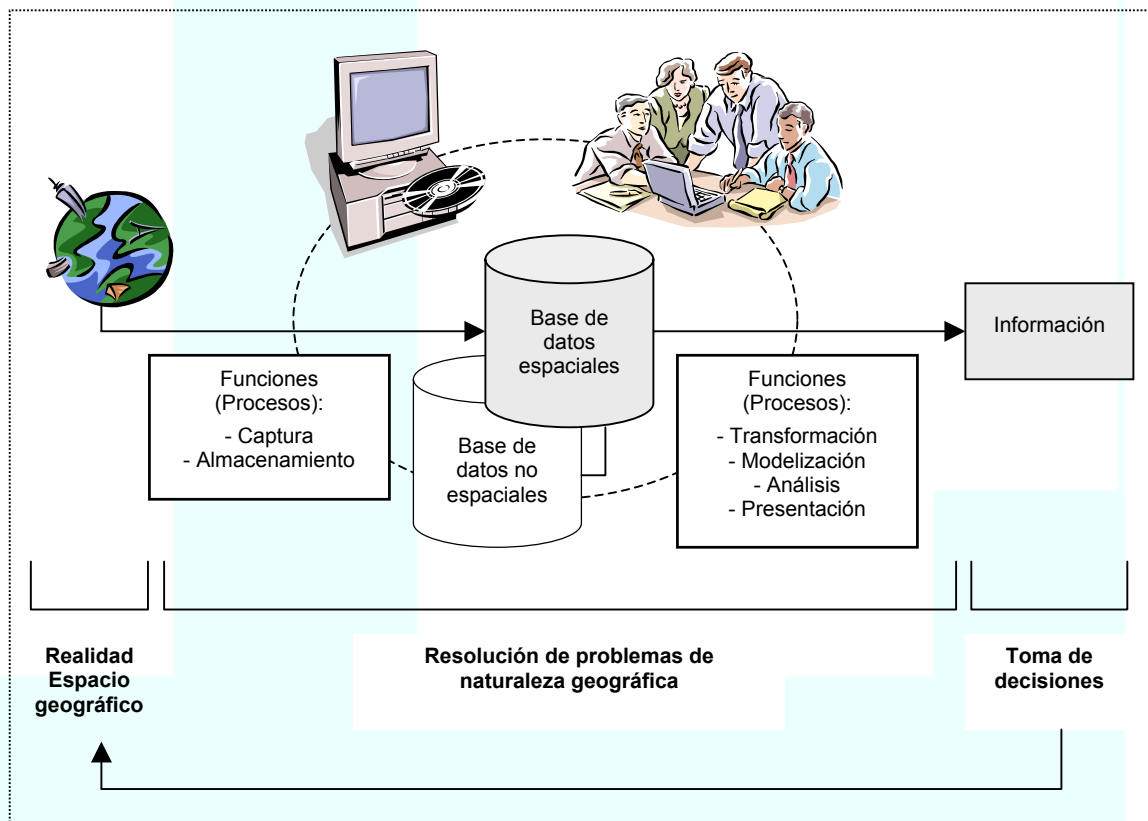 Base de
datos
espaciales
Información
Funciones
(Procesos):
- Captura
- Almacenamiento
Base de
datos no
espaciales
Funciones
(Procesos):
- Transformación
- Modelización
- Análisis
- Presentación
Realidad
Espacio
geográfico
Resolución de problemas de
naturaleza geográfica
Toma de
decisiones